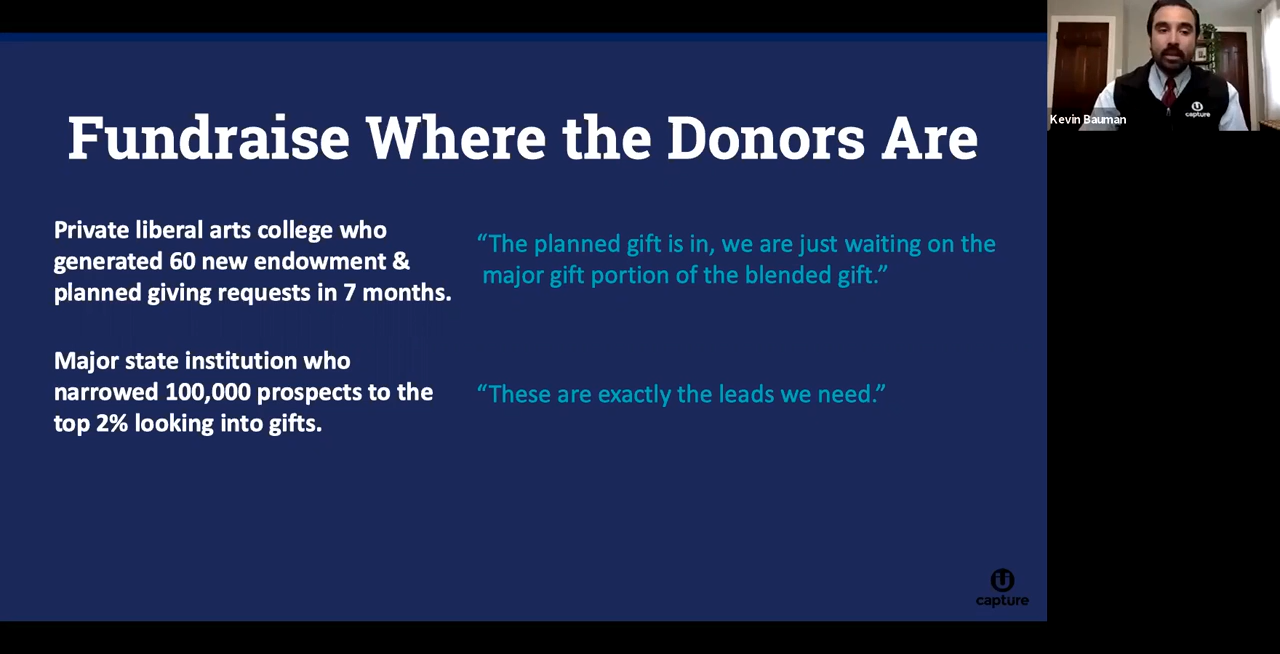 Fundraise Where the Donors Are
Private liberal arts college who
generated 60 new endowment &
planned giving requests in 7 months.
“The planned gift is in, we are just waiting on the
major gift portion of the blended gift.”
Major state institution who
narrowed 100,000 prospects to the
top 2% looking into gifts.
“These are exactly the leads we need.”
capture
Kevin Bauman
capture